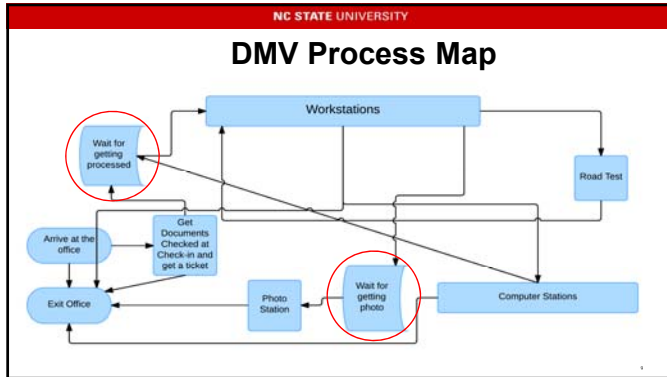 NC STATE UNIVERSITY
DMV Process Map
Workstations
Wait for
getting
processed
Road Test
Get
Documents
Checked at
Check-in and
get a ticket
Arrive at the
office
Exit Office
Photo
Station
Wait for
getting
photo
Computer Stations